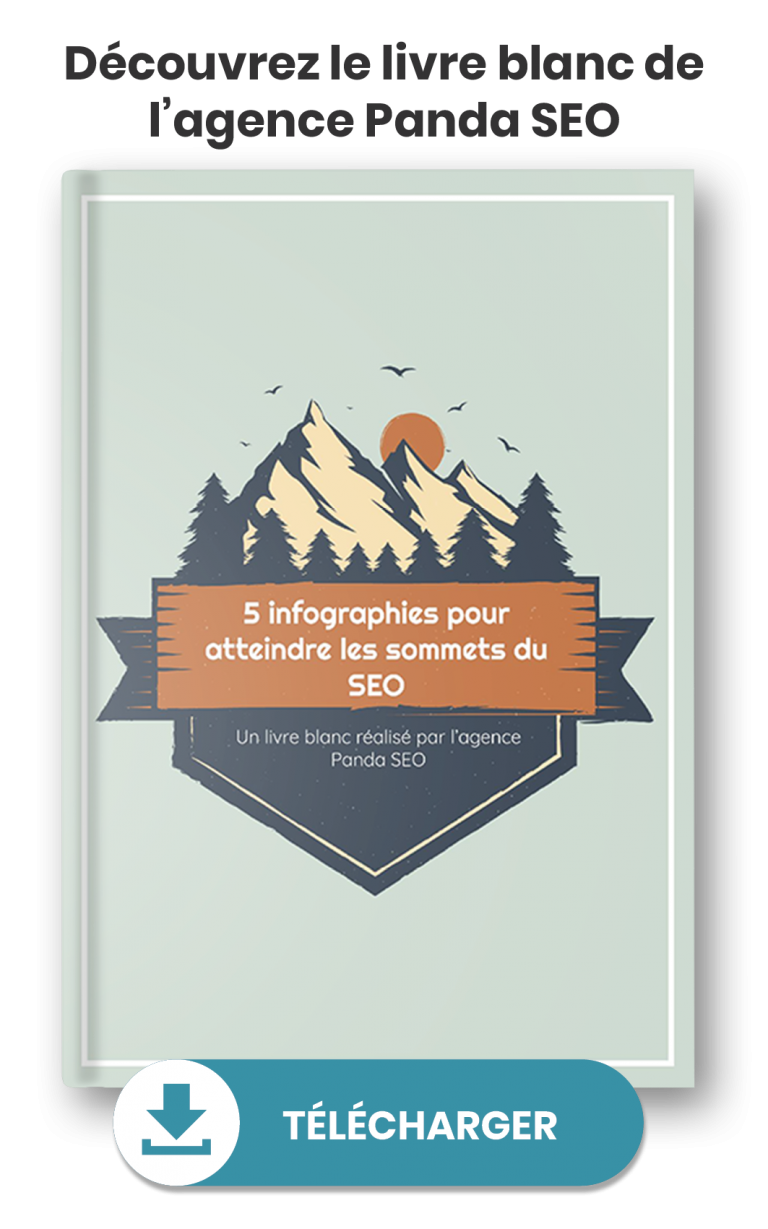 Découvrez le livre blanc de
l’agence Panda SEO
5 infographies pour
atteindre les sommets du
SEO
Un livre blanc réalisé par l'agence
Panda SEO
TÉLÉCHARGER